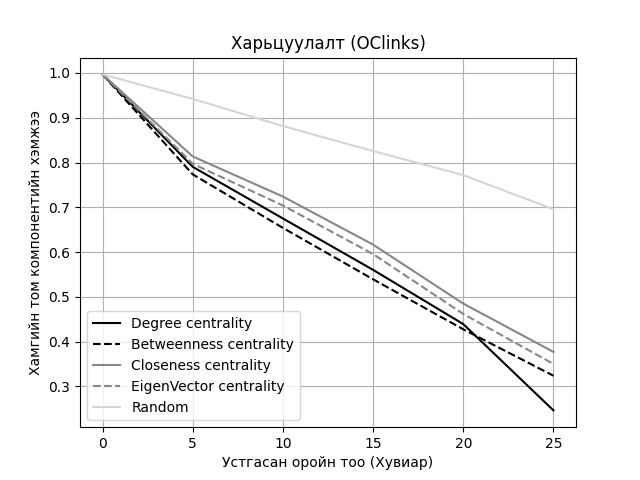 Харьцуулалт (OClinks)
Хамгийн том компонентийн хэмжээ
1.0
0.9
0.8
0.7
0.6
0.5
0.4
0.3
Degree centrality
Betweenness centrality
Closeness centrality
EigenVector centrality
Random
0 5 10 15 20 25
Устгасан оройн тоо (Хувиар)